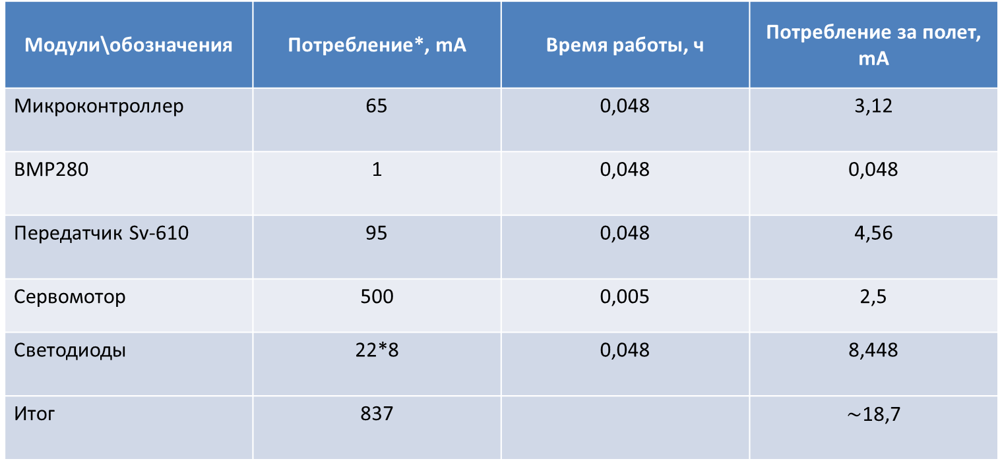 Модули\обозначения
Потребление*, mA
Время работы, ч
Потребление за полет,
mA
Микроконтроллер
65
0,048
3,12
BMP280
1
0,048
0,048
Передатчик Sv-610
95
0,048
4,56
Сервомотор
500
0,005
2,5
Светодиоды
22*8
0,048
8,448
Итог
837
~18,7